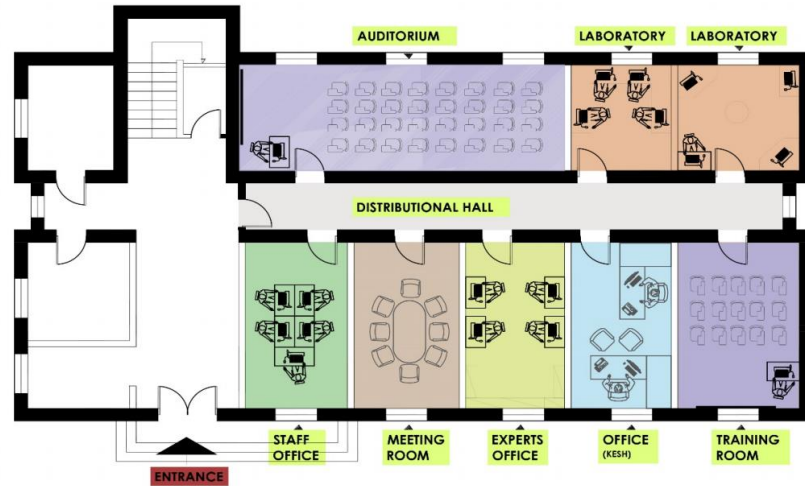 AUDITORIUM
LABORATORY
LABORATORY
DISTRIBUTIONAL HALL
STAFF
OFFICE
MEETING
ROOM
EXPERTS
OFFICE
OFFICE
(KESH)
TRAINING
ROOM
ENTRANCE